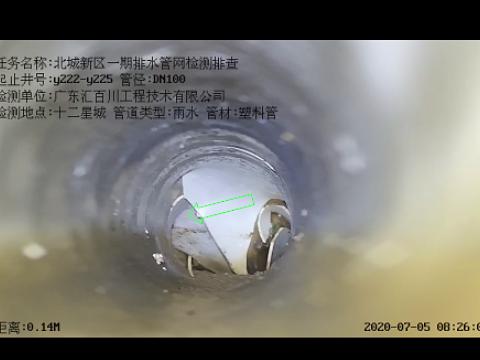 任务名称:北城新区一期排水管网检测排查
起止井号:y222-y225 管径:DN100
检测单位:广东汇百川工程技术有限公司
检测地点:十二星城 管道类型:雨水 管材:塑料管
距离:0.14M
2020-07-05 08:26:0